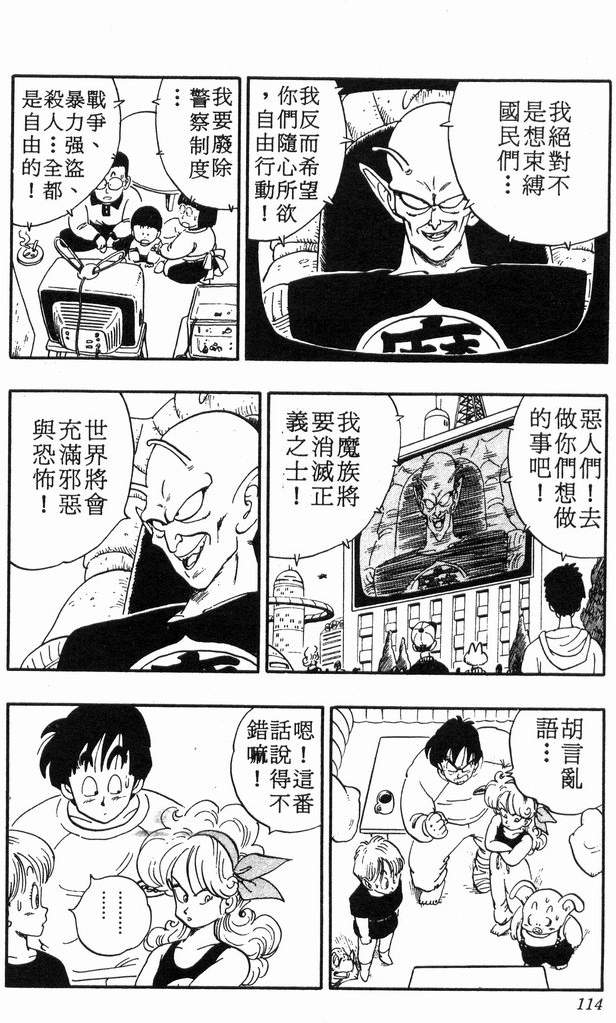 我絕對不
是想束縛
國民們…
我反而希望
你們隨心所欲
，自由行動！
我要廢除
警察制度
…
戰爭、
暴力强盜、
殺人…全都
是自由的！
惡人們！去
做你們想做
的事吧！
我魔族將
要消滅正
義之士！
世界將會
充滿邪惡
與恐怖！
胡言亂
語…
嗯！這番
話說得不
錯嘛！
……
114